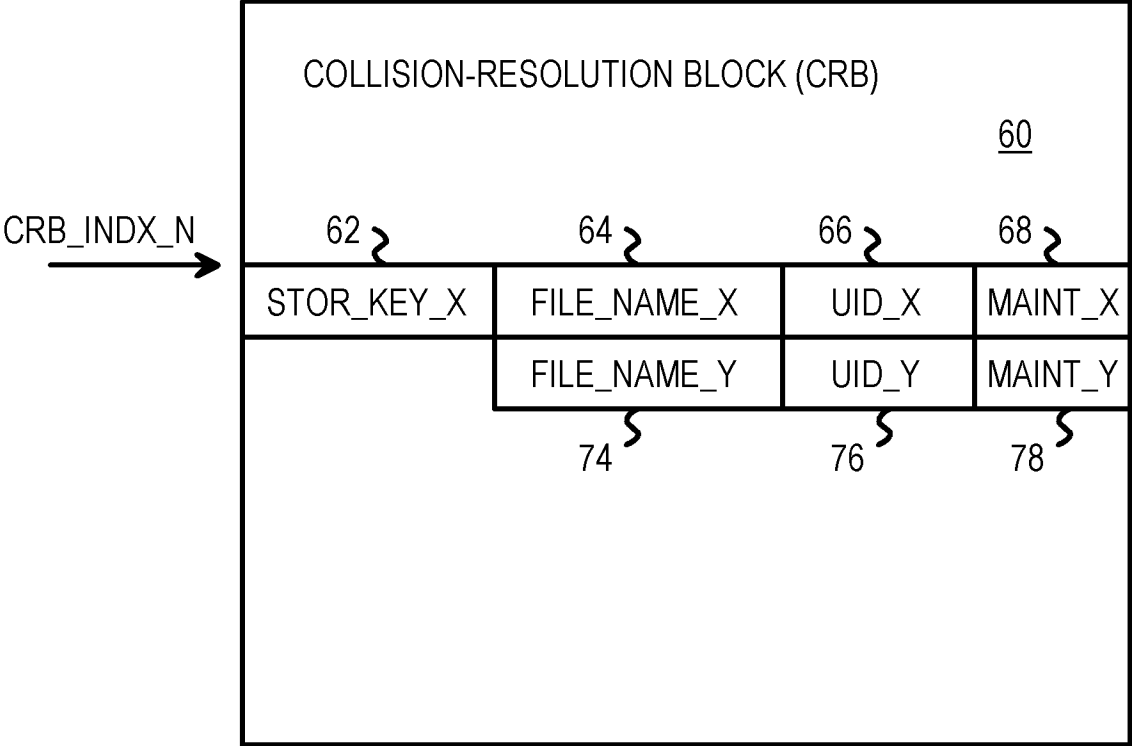 COLLISION-RESOLUTION BLOCK (CRB)
60
CRB_INDX_N
62 64 66 68
STOR_KEY_X FILE_NAME_X UID_X MAINT_X
FILE_NAME_Y UID_Y MAINT_Y
74 76 78